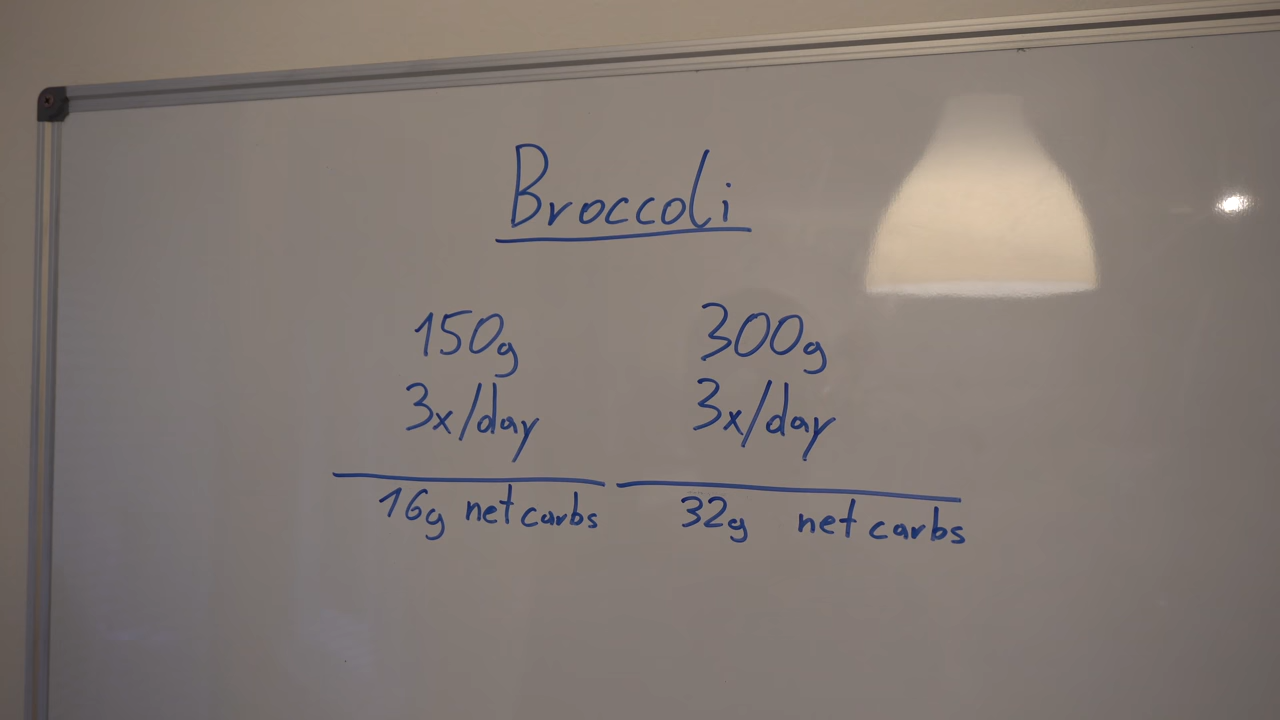 Broccoli
150g
3x/day
16g net carbs
300g
3x/day
32g net carbs